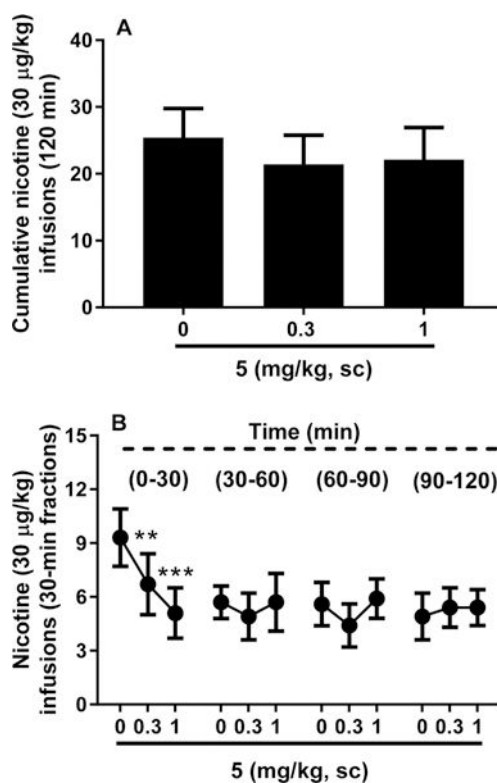 A
Cumulative nicotine (30 µg/kg)
infusions (120 min)
40
30
20
10
0
0 0.3 1
5 (mg/kg, sc)
B
Time (min)
(0-30) (30-60) (60-90) (90-120)
Nicotine (30 µg/kg)
infusions (30-min fractions)
15
12
9
6
3
0
**
***
0 0.3 1 0 0.3 1 0 0.3 1 0 0.3 1
5 (mg/kg, sc)